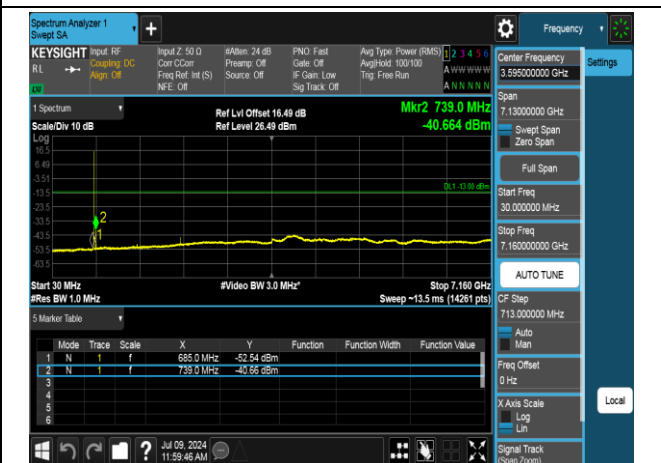 Spectrum Analyzer 1
Swept SA
+
Frequency
KEYSIGHT
RL
LXI
Input: RF
Coupling: DC
Align: Off
Input Z: 50 Ω
Corr CCorr
Freq Ref: Int (S)
NFE: Off
#Atten: 24 dB
Preamp: Off
Source: Off
PNO: Fast
Gate: Off
IF Gain: Low
Sig Track: Off
Avg Type: Power (RMS)
Avg|Hold: 100/100
Trig: Free Run
1 2 3 4 5 6
A W W W W W
A N N N N N
1 Spectrum
Scale/Div 10 dB
Log
Ref Lvl Offset 16.49 dB
Ref Level 26.49 dBm
Mkr2 739.0 MHz
-40.664 dBm
16.5
6.49
-3.51
-13.5
-23.5
-33.5
-43.5
-53.5
-63.5
DL1 -13.00 dBm
2
1
Start 30 MHz
#Video BW 3.0 MHz*
Stop 7.160 GHz
#Res BW 1.0 MHz
Sweep ~13.5 ms (14261 pts)
5 Marker Table
Mode Trace Scale X Y Function Function Width Function Value
1 N 1 f 685.0 MHz -52.54 dBm
2 N 1 f 739.0 MHz -40.66 dBm
3
4
5
6
?
Jul 09, 2024
11:59:46 AM
Center Frequency
3.595000000 GHz
Settings
Span
7.13000000 GHz
Swept Span
Zero Span
Full Span
Start Freq
30.000000 MHz
Stop Freq
7.160000000 GHz
AUTO TUNE
CF Step
713.000000 MHz
Auto
Man
Freq Offset
0 Hz
X Axis Scale
Log
Lin
Local
Signal Track
(Span Zoom)